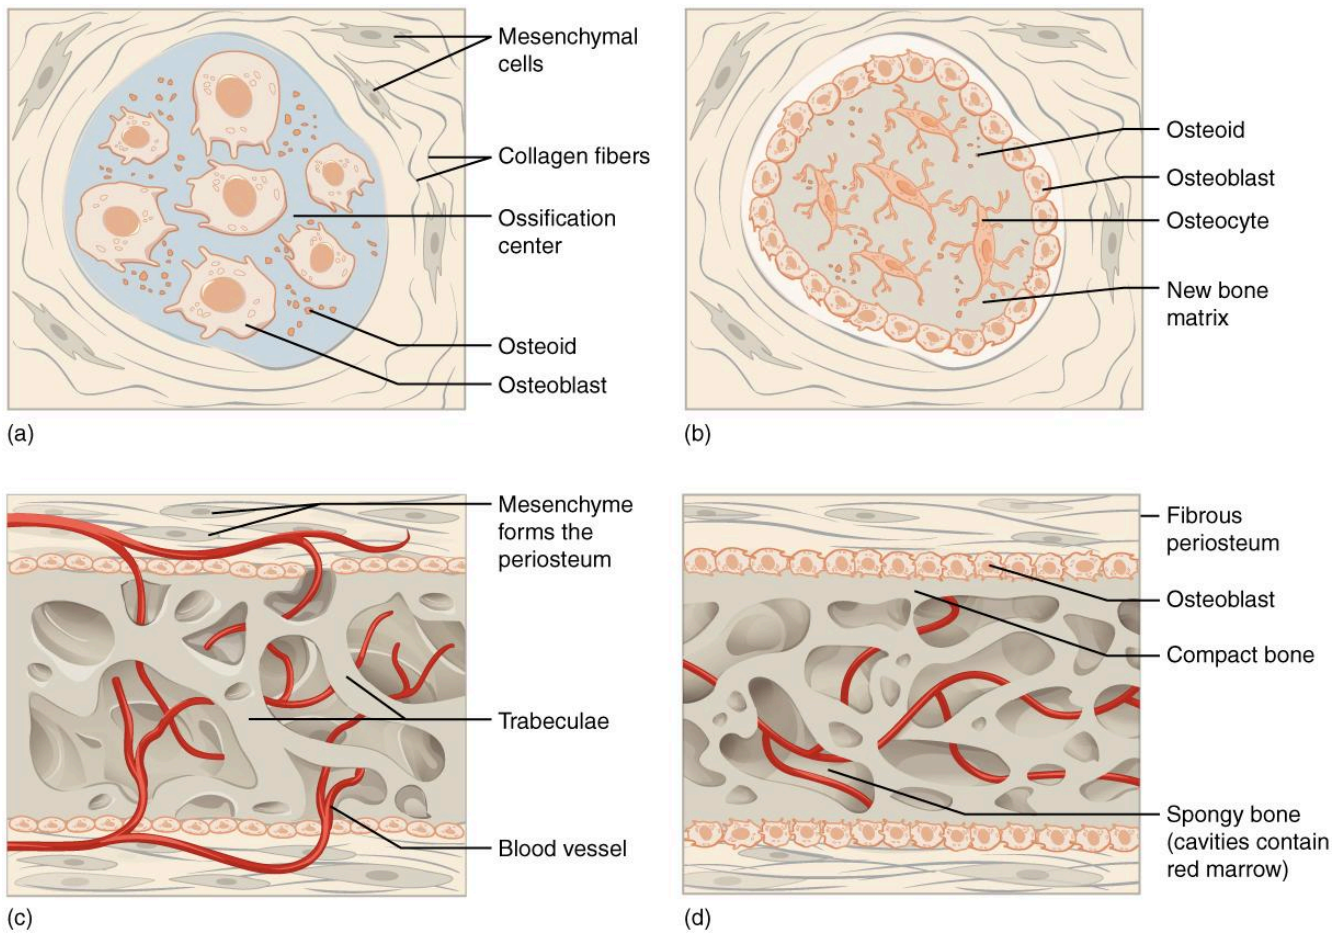 Mesenchymal
cells
Collagen fibers
Ossification
center
Osteoid
Osteoblast
(a)
Osteoid
Osteoblast
Osteocyte
New bone
matrix
(b)
Mesenchyme
forms the
periosteum
Trabeculae
Blood vessel
(c)
Fibrous
periosteum
Osteoblast
Compact bone
Spongy bone
(cavities contain
red marrow)
(d)